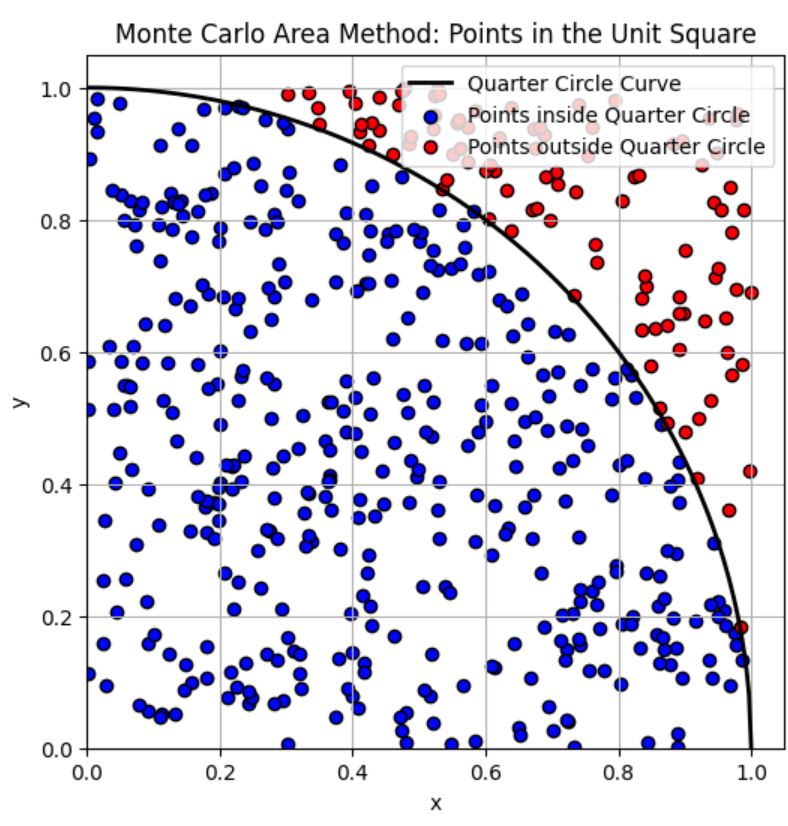 Monte Carlo Area Method: Points in the Unit Square
Quarter Circle Curve
Points inside Quarter Circle
Points outside Quarter Circle
1.0
0.8
0.6
0.4
0.2
0.0
y
0.0 0.2 0.4 0.6 0.8 1.0
x